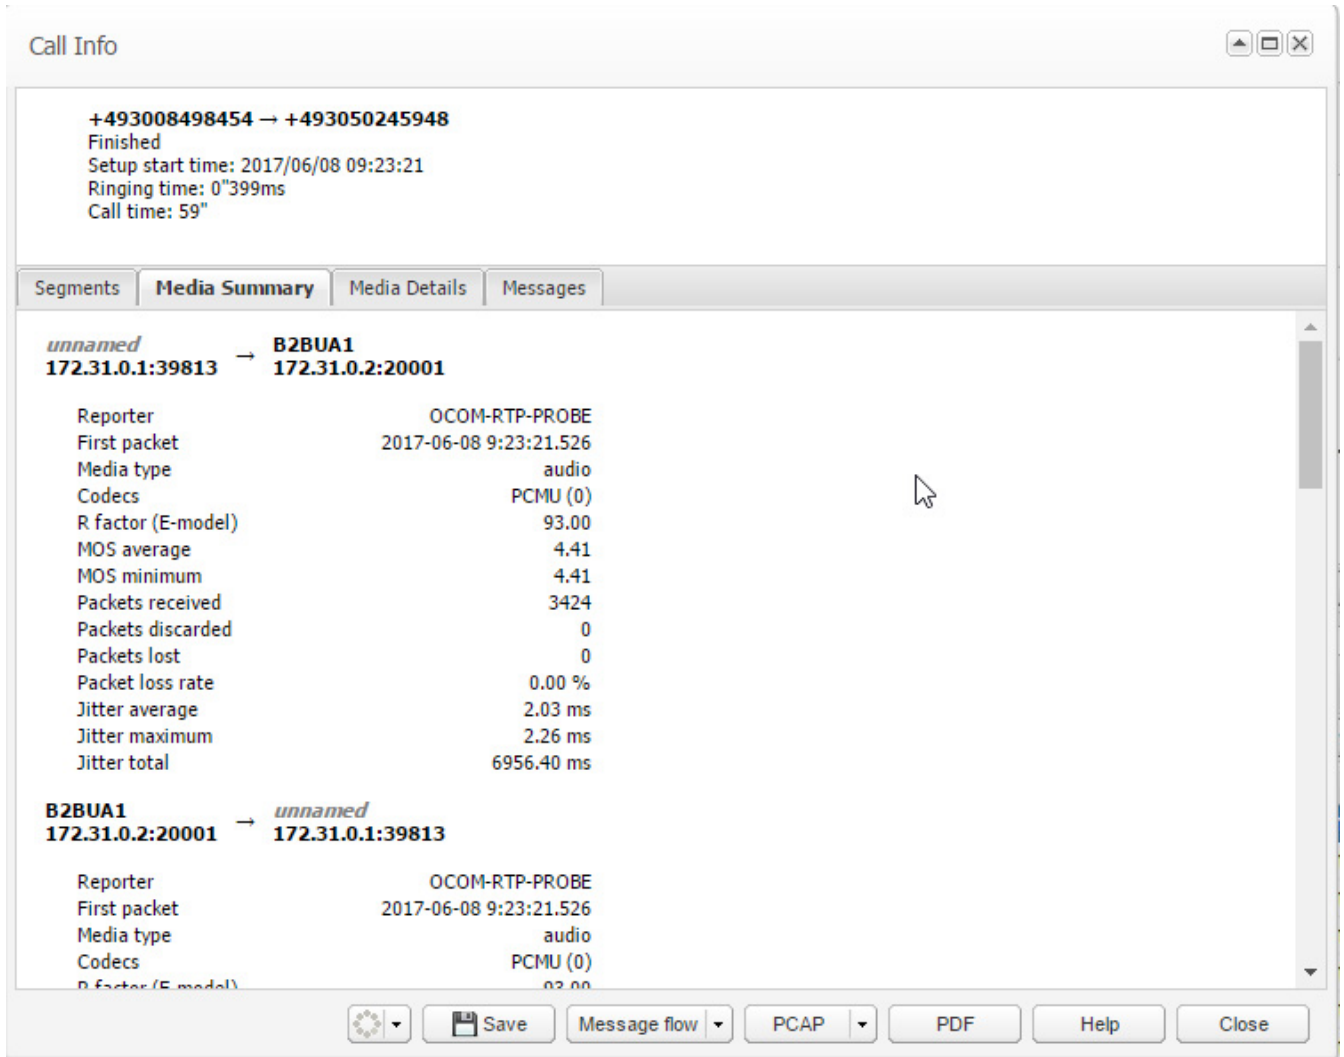 Call Info
+493008498454 → +493050245948
Finished
Setup start time: 2017/06/08 09:23:21
Ringing time: 0"399ms
Call time: 59"
Segments Media Summary Media Details Messages
unnamed → B2BUA1
172.31.0.1:39813 172.31.0.2:20001
Reporter OCOM-RTP-PROBE
First packet 2017-06-08 9:23:21.526
Media type audio
Codecs PCMU (0)
R factor (E-model) 93.00
MOS average 4.41
MOS minimum 4.41
Packets received 3424
Packets discarded 0
Packets lost 0
Packet loss rate 0.00 %
Jitter average 2.03 ms
Jitter maximum 2.26 ms
Jitter total 6956.40 ms
B2BUA1 → unnamed
172.31.0.2:20001 172.31.0.1:39813
Reporter OCOM-RTP-PROBE
First packet 2017-06-08 9:23:21.526
Media type audio
Codecs PCMU (0)
R factor (E-model) 93.00
Save Message flow PCAP PDF Help Close